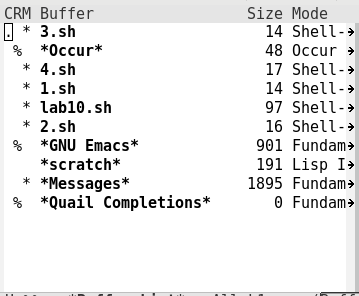 CRM Buffer Size Mode
. * 3.sh 14 Shell-
% *Occur* 48 Occur
* 4.sh 17 Shell-
* 1.sh 14 Shell-
* lab10.sh 97 Shell-
* 2.sh 16 Shell-
% *GNU Emacs* 901 Fundam
*scratch* 191 Lisp I
* *Messages* 1895 Fundam
% *Quail Completions* 0 Fundam